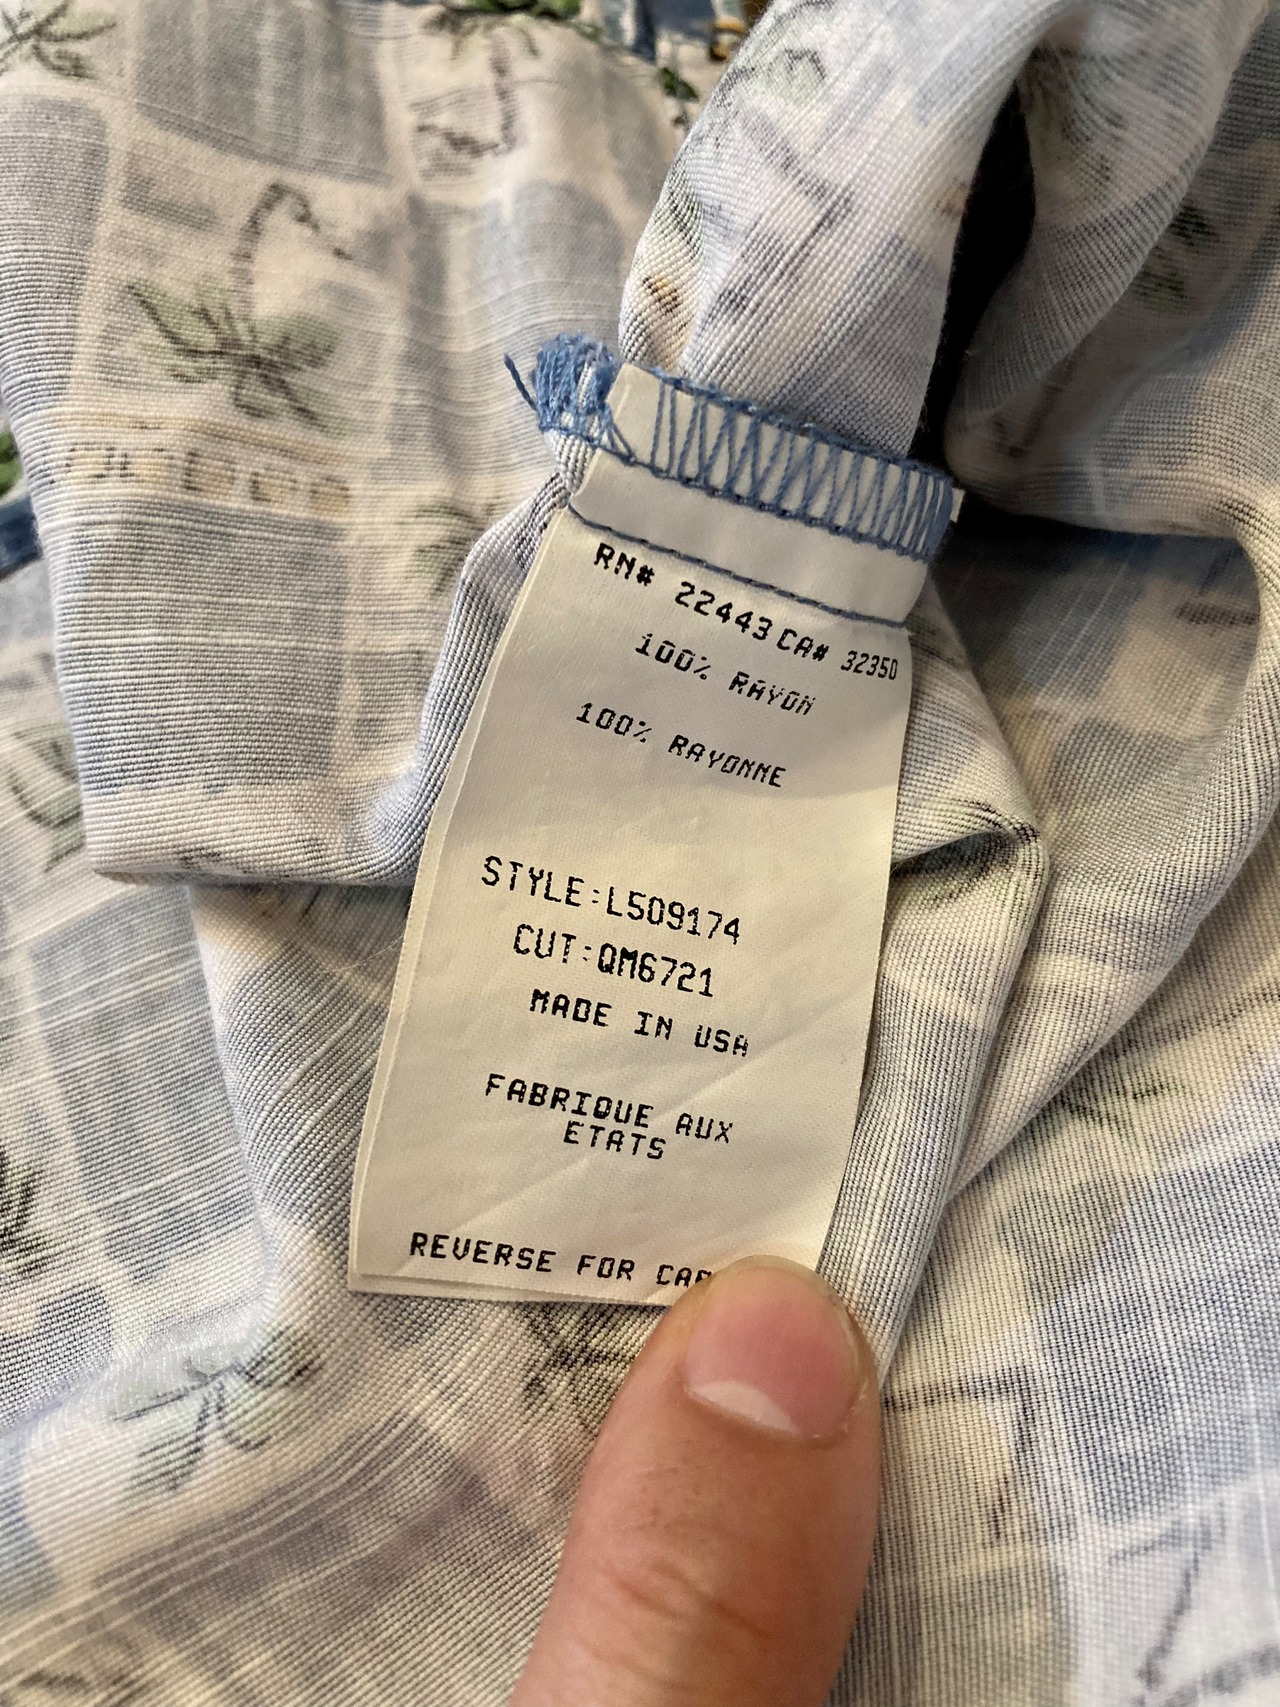 RN# 22443 CA# 32350
100% RAYON
100% RAYONNE
STYLE:L509174
CUT:QM6721
MADE IN USA
FABRIQUE AUX
ETATS
REVERSE FOR